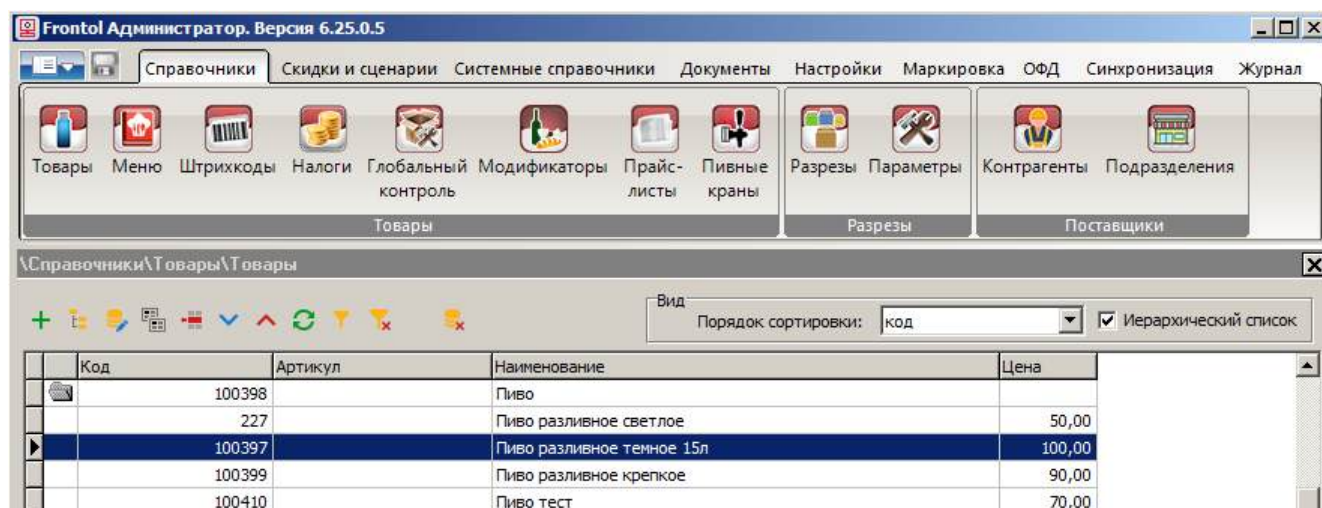 Frontol Администратор. Версия 6.25.0.5
Справочники Скидки и сценарии Системные справочники Документы Настройки Маркировка ОФД Синхронизация Журнал
Товары Меню Штрихкоды Налоги Глобальный контроль Модификаторы Прайс-листы Пивные краны Разрезы Параметры Контрагенты Подразделения
Товары Разрезы Поставщики
\Справочники\Товары\Товары
Вид
Порядок сортировки: код Иерархический список
Код Артикул Наименование Цена
100398 Пиво
227 Пиво разливное светлое 50,00
100397 Пиво разливное темное 15л 100,00
100399 Пиво разливное крепкое 90,00
100410 Пиво тест 70,00